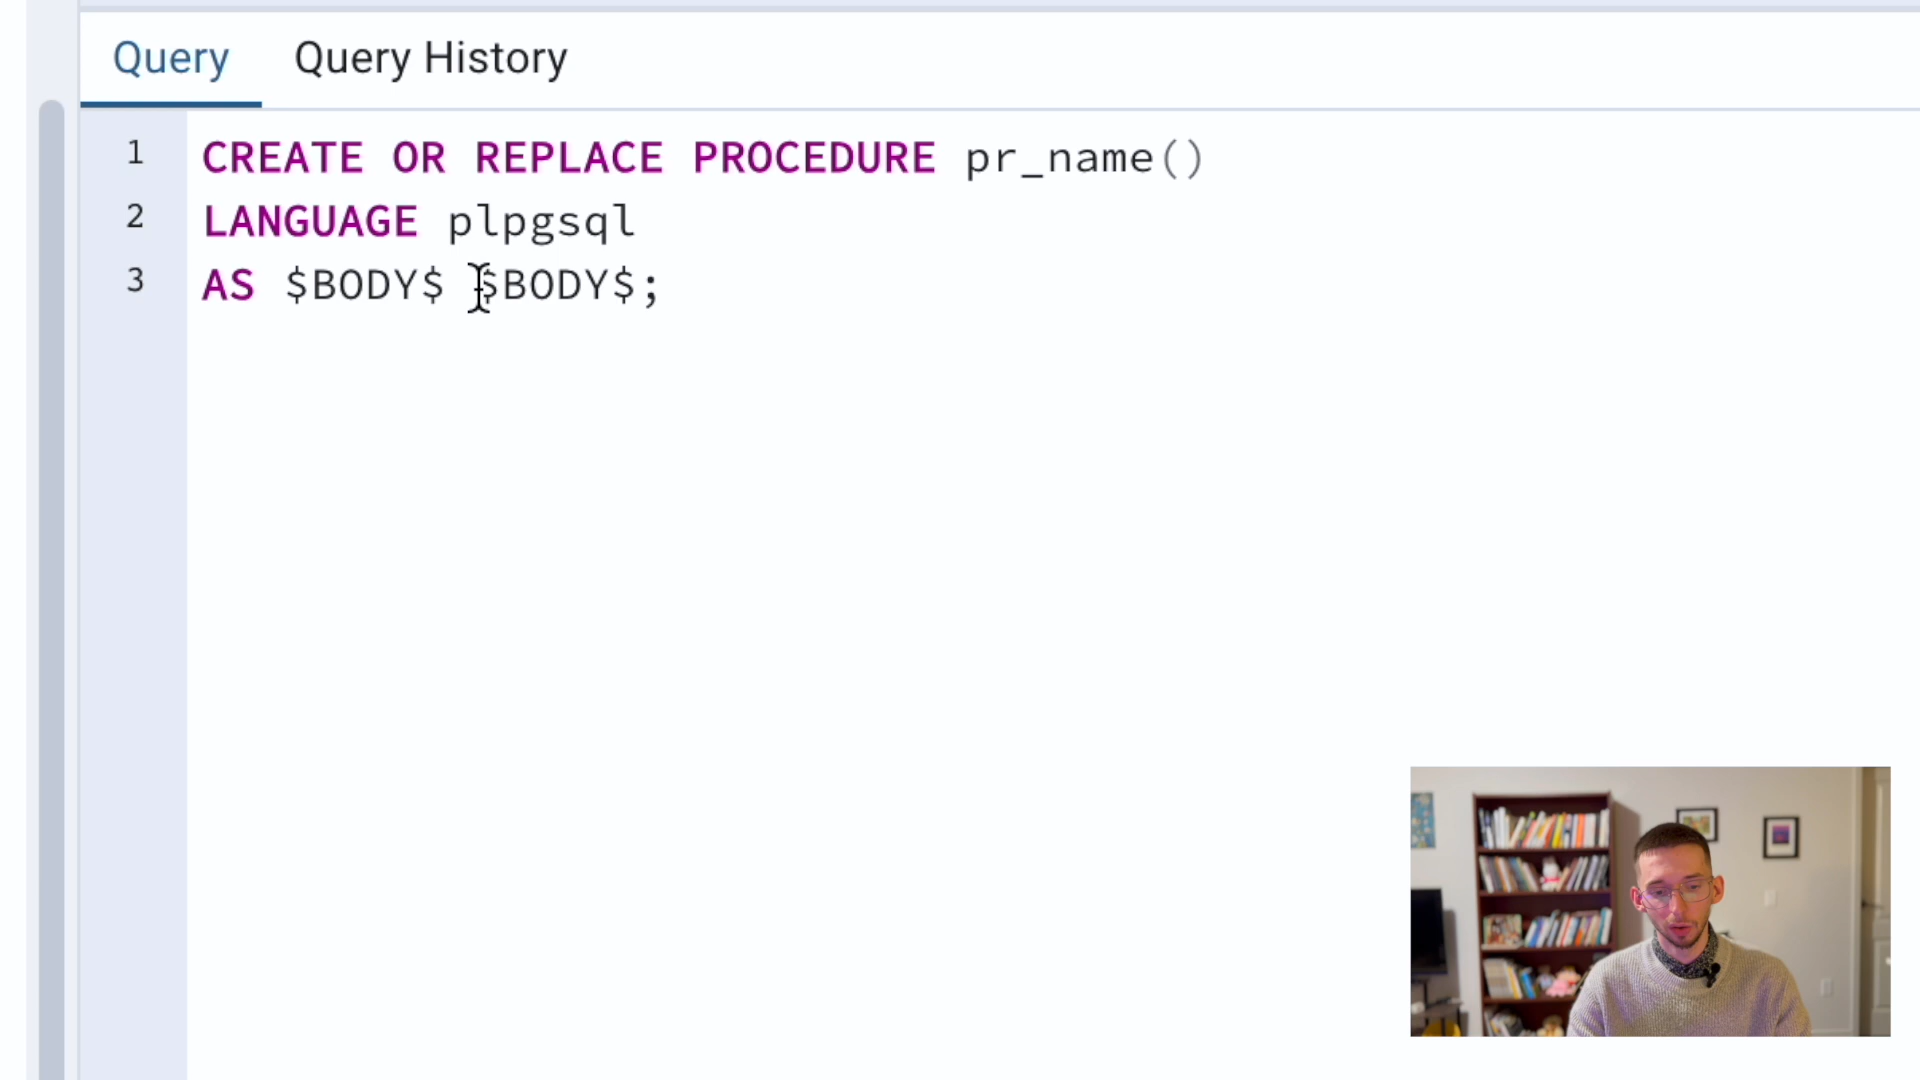 Query Query History
1 CREATE OR REPLACE PROCEDURE pr_name()
2 LANGUAGE plpgsql
3 AS $BODY$ $BODY$;